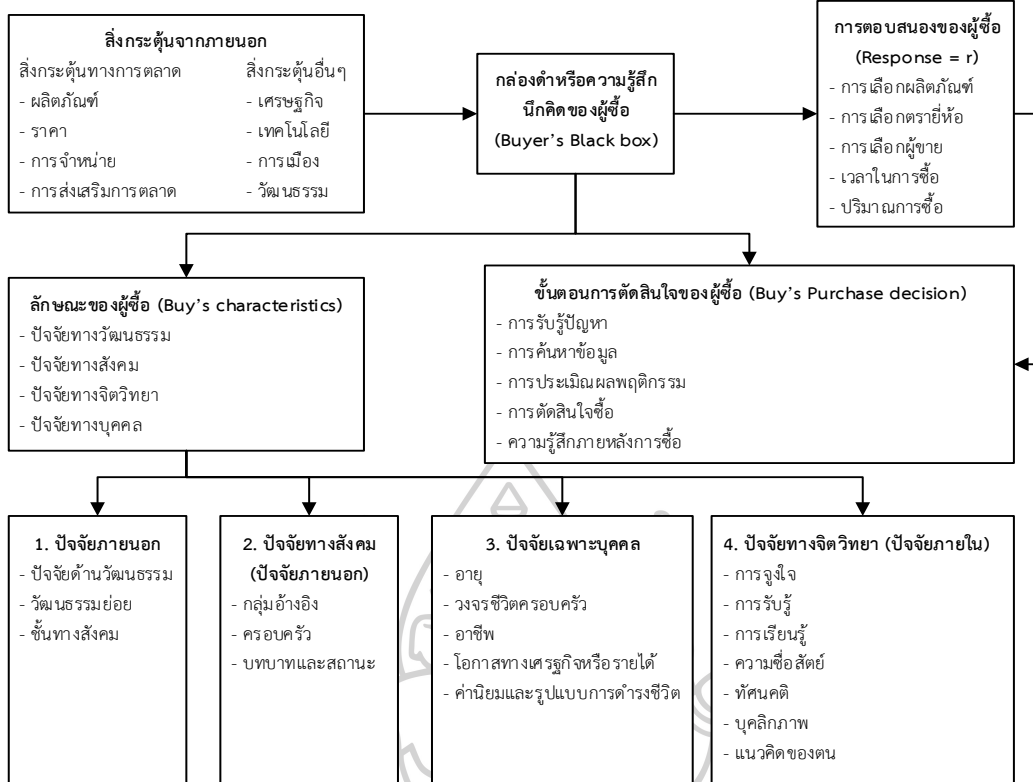 สิ่งกระตุ้นจากภายนอก
สิ่งกระตุ้นทางการตลาด
- ผลิตภัณฑ์
- ราคา
- การจำหน่าย
- การส่งเสริมการตลาด
สิ่งกระตุ้นอื่นๆ
- เศรษฐกิจ
- เทคโนโลยี
- การเมือง
- วัฒนธรรม
กล่องดำหรือความรู้สึก
นึกคิดของผู้ซื้อ
(Buyer's Black box)
การตอบสนองของผู้ซื้อ
(Response = r)
- การเลือกผลิตภัณฑ์
- การเลือกตรายี่ห้อ
- การเลือกผู้ขาย
- เวลาในการซื้อ
- ปริมาณการซื้อ
ลักษณะของผู้ซื้อ (Buy's characteristics)
- ปัจจัยทางวัฒนธรรม
- ปัจจัยทางสังคม
- ปัจจัยทางจิตวิทยา
- ปัจจัยทางบุคคล
ขั้นตอนการตัดสินใจของผู้ซื้อ (Buy's Purchase decision)
- การรับรู้ปัญหา
- การค้นหาข้อมูล
- การประเมิณผลพฤติกรรม
- การตัดสินใจซื้อ
- ความรู้สึกภายหลังการซื้อ
1. ปัจจัยภายนอก
- ปัจจัยด้านวัฒนธรรม
- วัฒนธรรมย่อย
- ชั้นทางสังคม
2. ปัจจัยทางสังคม
(ปัจจัยภายนอก)
- กลุ่มอ้างอิง
- ครอบครัว
- บทบาทและสถานะ
3. ปัจจัยเฉพาะบุคคล
- อายุ
- วงจรชีวิตครอบครัว
- อาชีพ
- โอกาสทางเศรฐกิจหรือรายได้
- ค่านิยมและรูปแบบการดำรงชีวิต
4. ปัจจัยทางจิตวิทยา (ปัจจัยภายใน)
- การจูงใจ
- การรับรู้
- การเรียนรู้
- ความซื่อสัตย์
- ทัศนคติ
- บุคลิกภาพ
- แนวคิดของตน